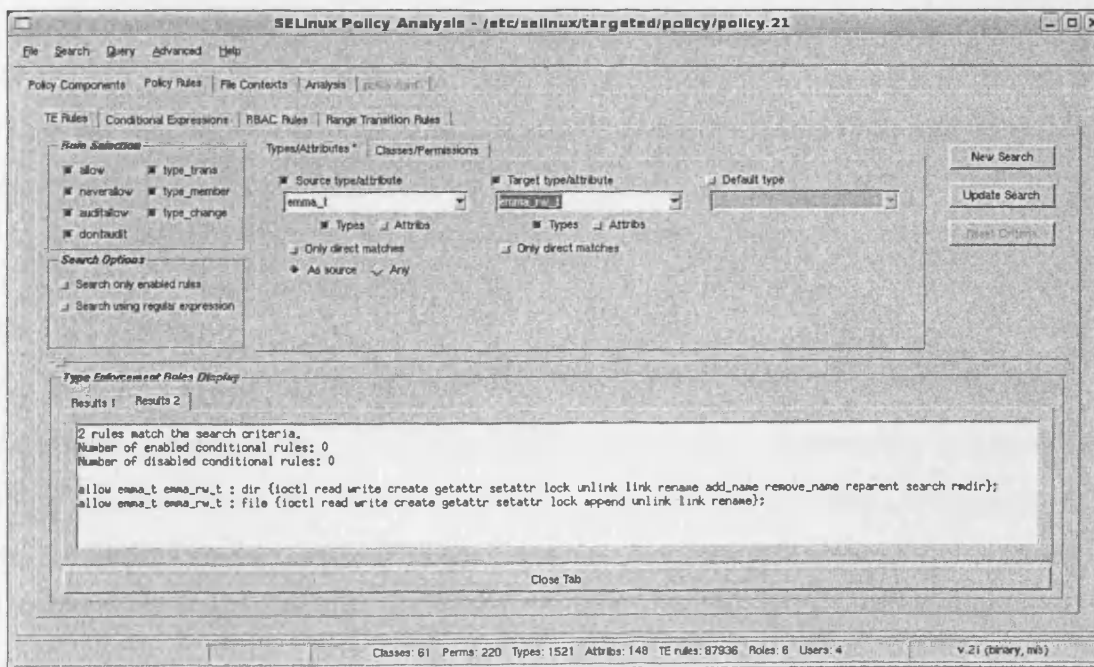 SELinux Policy Analysis - /etc/selinux/targeted/policy/policy.21
File Search Query Advanced Help
Policy Components Policy Rules File Contexts Analysis policy.conf
TE Rules Conditional Expressions RBAC Rules Range Transition Rules
Rule Selection
allow type_trans
neverallow type_member
auditallow type_change
dontaudit
Search Options
Search only enabled rules
Search using regular expression
Types/Attributes * Classes/Permissions
Source type/attribute
emma_t
Types Attribs
Only direct matches
As source Any
Target type/attribute
emma_rw_t
Types Attribs
Only direct matches
Default type
New Search
Update Search
Reset Criteria
Type Enforcement Rules Display
Results 1 Results 2
2 rules match the search criteria.
Number of enabled conditional rules: 0
Number of disabled conditional rules: 0
allow emma_t emma_rw_t : dir {ioctl read write create getattr setattr lock unlink link rename add_name remove_name reparent search rmdir};
allow emma_t emma_rw_t : file {ioctl read write create getattr setattr lock append unlink link rename};
Close Tab
Classes: 61 Perms: 220 Types: 1521 Attribs: 148 TE rules: 87936 Roles: 6 Users: 4
v.21 (binary, mls)